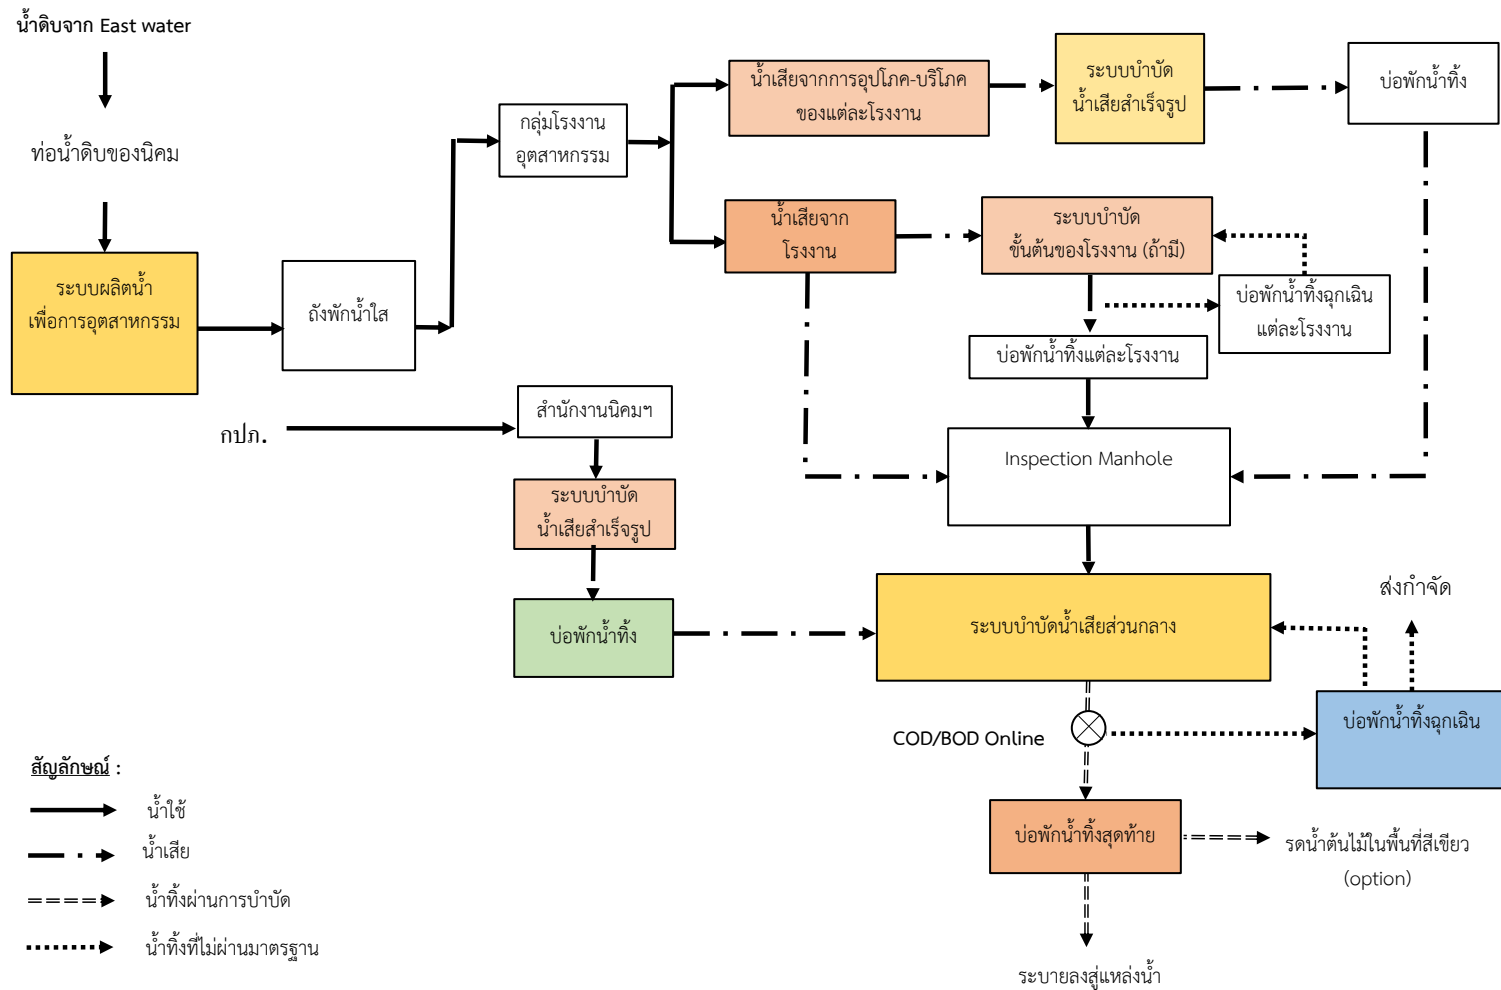 น้ำดิบจาก East water
ท่อน้ำดิบของนิคม
ระบบผลิตน้ำ
เพื่อการอุตสาหกรรม
ถังพักน้ำใส
กลุ่มโรงงาน
อุตสาหกรรม
น้ำเสียจากการอุปโภค-บริโภค
ของแต่ละโรงงาน
ระบบบำบัด
น้ำเสียสำเร็จรูป
บ่อพักน้ำทิ้ง
น้ำเสียจาก
โรงงาน
ระบบบำบัด
ขั้นต้นของโรงงาน (ถ้ามี)
บ่อพักน้ำทิ้งฉุกเฉิน
แต่ละโรงงาน
บ่อพักน้ำทิ้งแต่ละโรงงาน
Inspection Manhole
กปภ.
สำนักงานนิคมฯ
ระบบบำบัด
น้ำเสียสำเร็จรูป
บ่อพักน้ำทิ้ง
ระบบบำบัดน้ำเสียส่วนกลาง
ส่งกำจัด
บ่อพักน้ำทิ้งฉุกเฉิน
COD/BOD Online
บ่อพักน้ำทิ้งสุดท้าย
รดน้ำต้นไม้ในพื้นที่สีเขียว
(option)
ระบายลงสู่แหล่งน้ำ
สัญลักษณ์ :
น้ำใช้
น้ำเสีย
น้ำทิ้งผ่านการบำบัด
น้ำทิ้งที่ไม่ผ่านมาตรฐาน